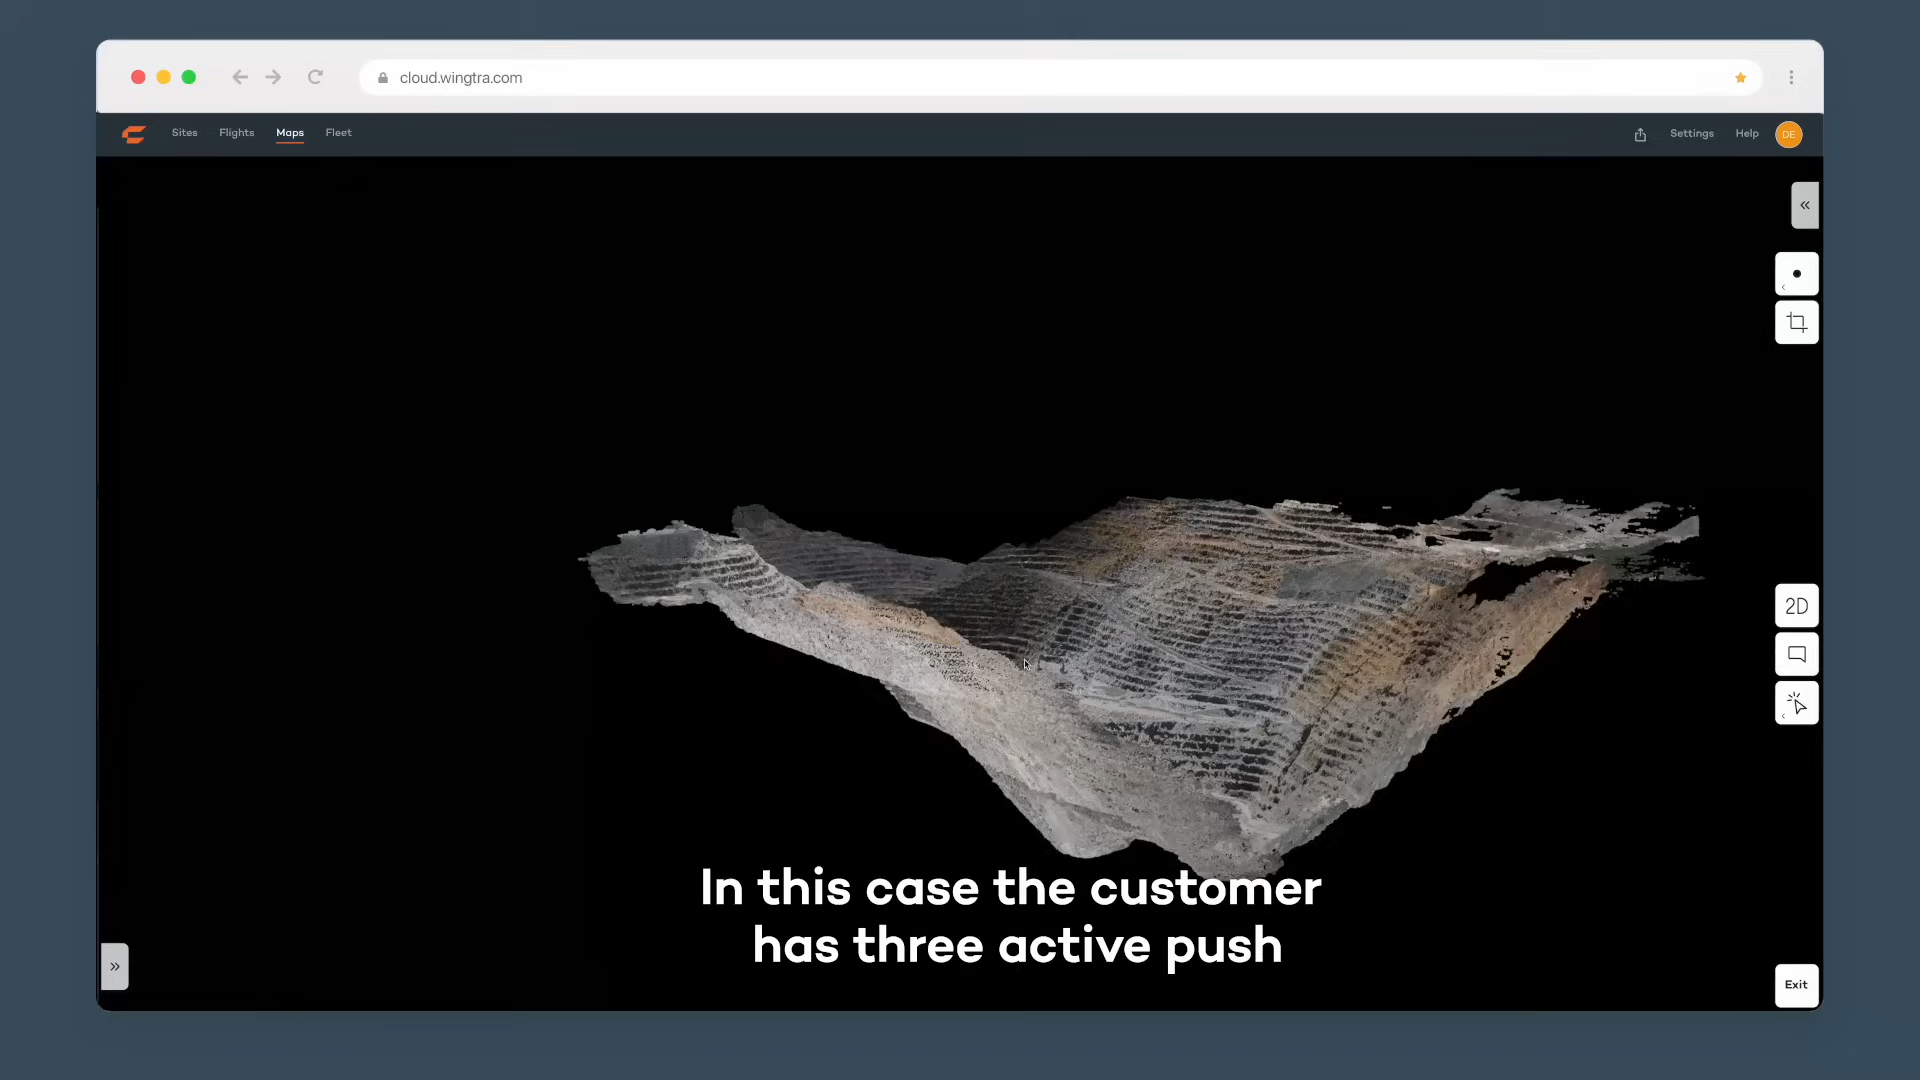 cloud.wingtra.com
Sites Flights Maps Fleet
Settings Help DE
2D
In this case the customer
has three active push
Exit